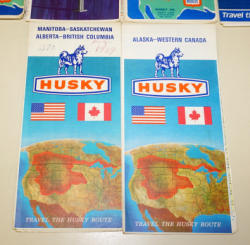 Travel t
MANITOBA-SASKATCHEWAN
ALBERTA-BRITISH COLUMBIA
HUSKY
TRAVEL THE HUSKY ROUTE
ALASKA-WESTERN CANADA
HUSKY
TRAVEL THE HUSKY ROUTE